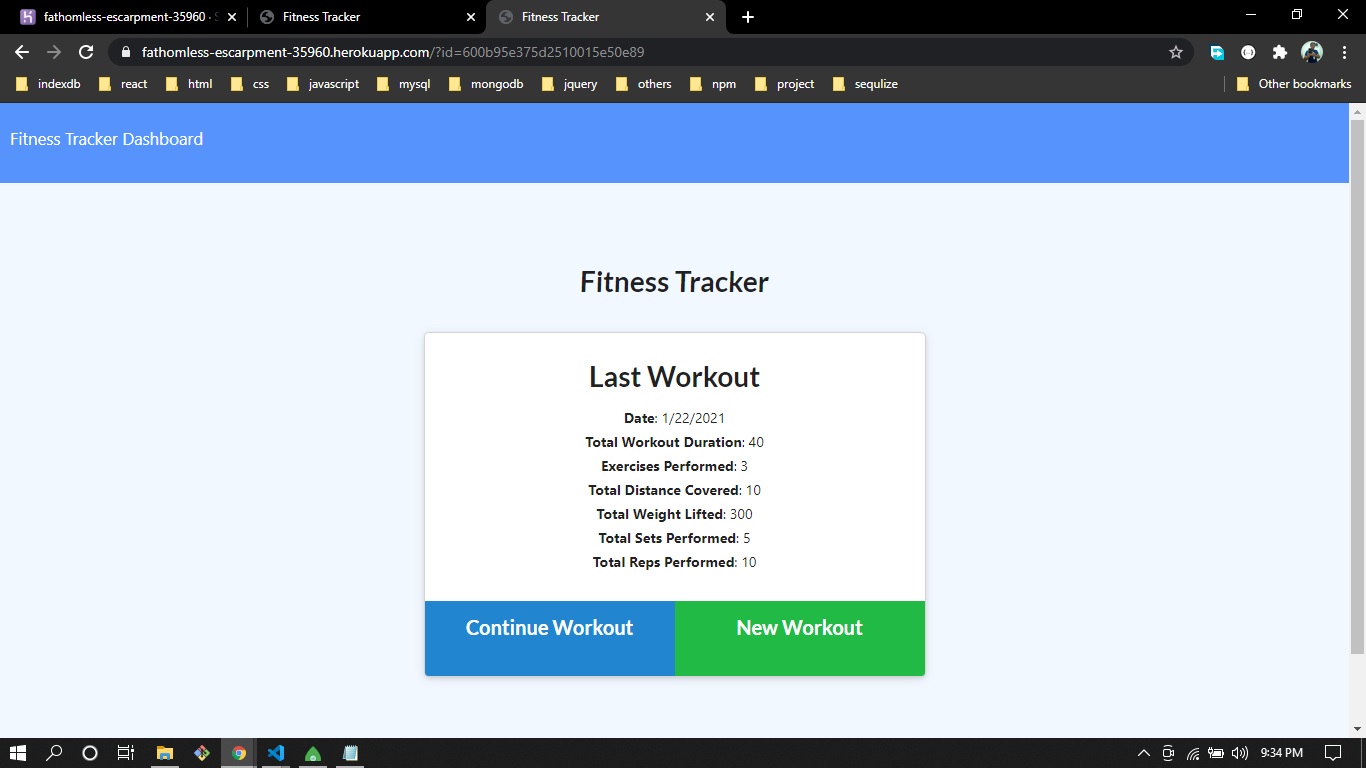 fathomless-escarpment-35960 ·
Fitness Tracker
Fitness Tracker
fathomless-escarpment-35960.herokuapp.com/?id=600b95e375d2510015e50e89
indexdb react html css javascript mysql mongodb jquery others npm project sequlize Other bookmarks
Fitness Tracker Dashboard
Fitness Tracker
Last Workout
Date: 1/22/2021
Total Workout Duration: 40
Exercises Performed: 3
Total Distance Covered: 10
Total Weight Lifted: 300
Total Sets Performed: 5
Total Reps Performed: 10
Continue Workout
New Workout
9:34 PM